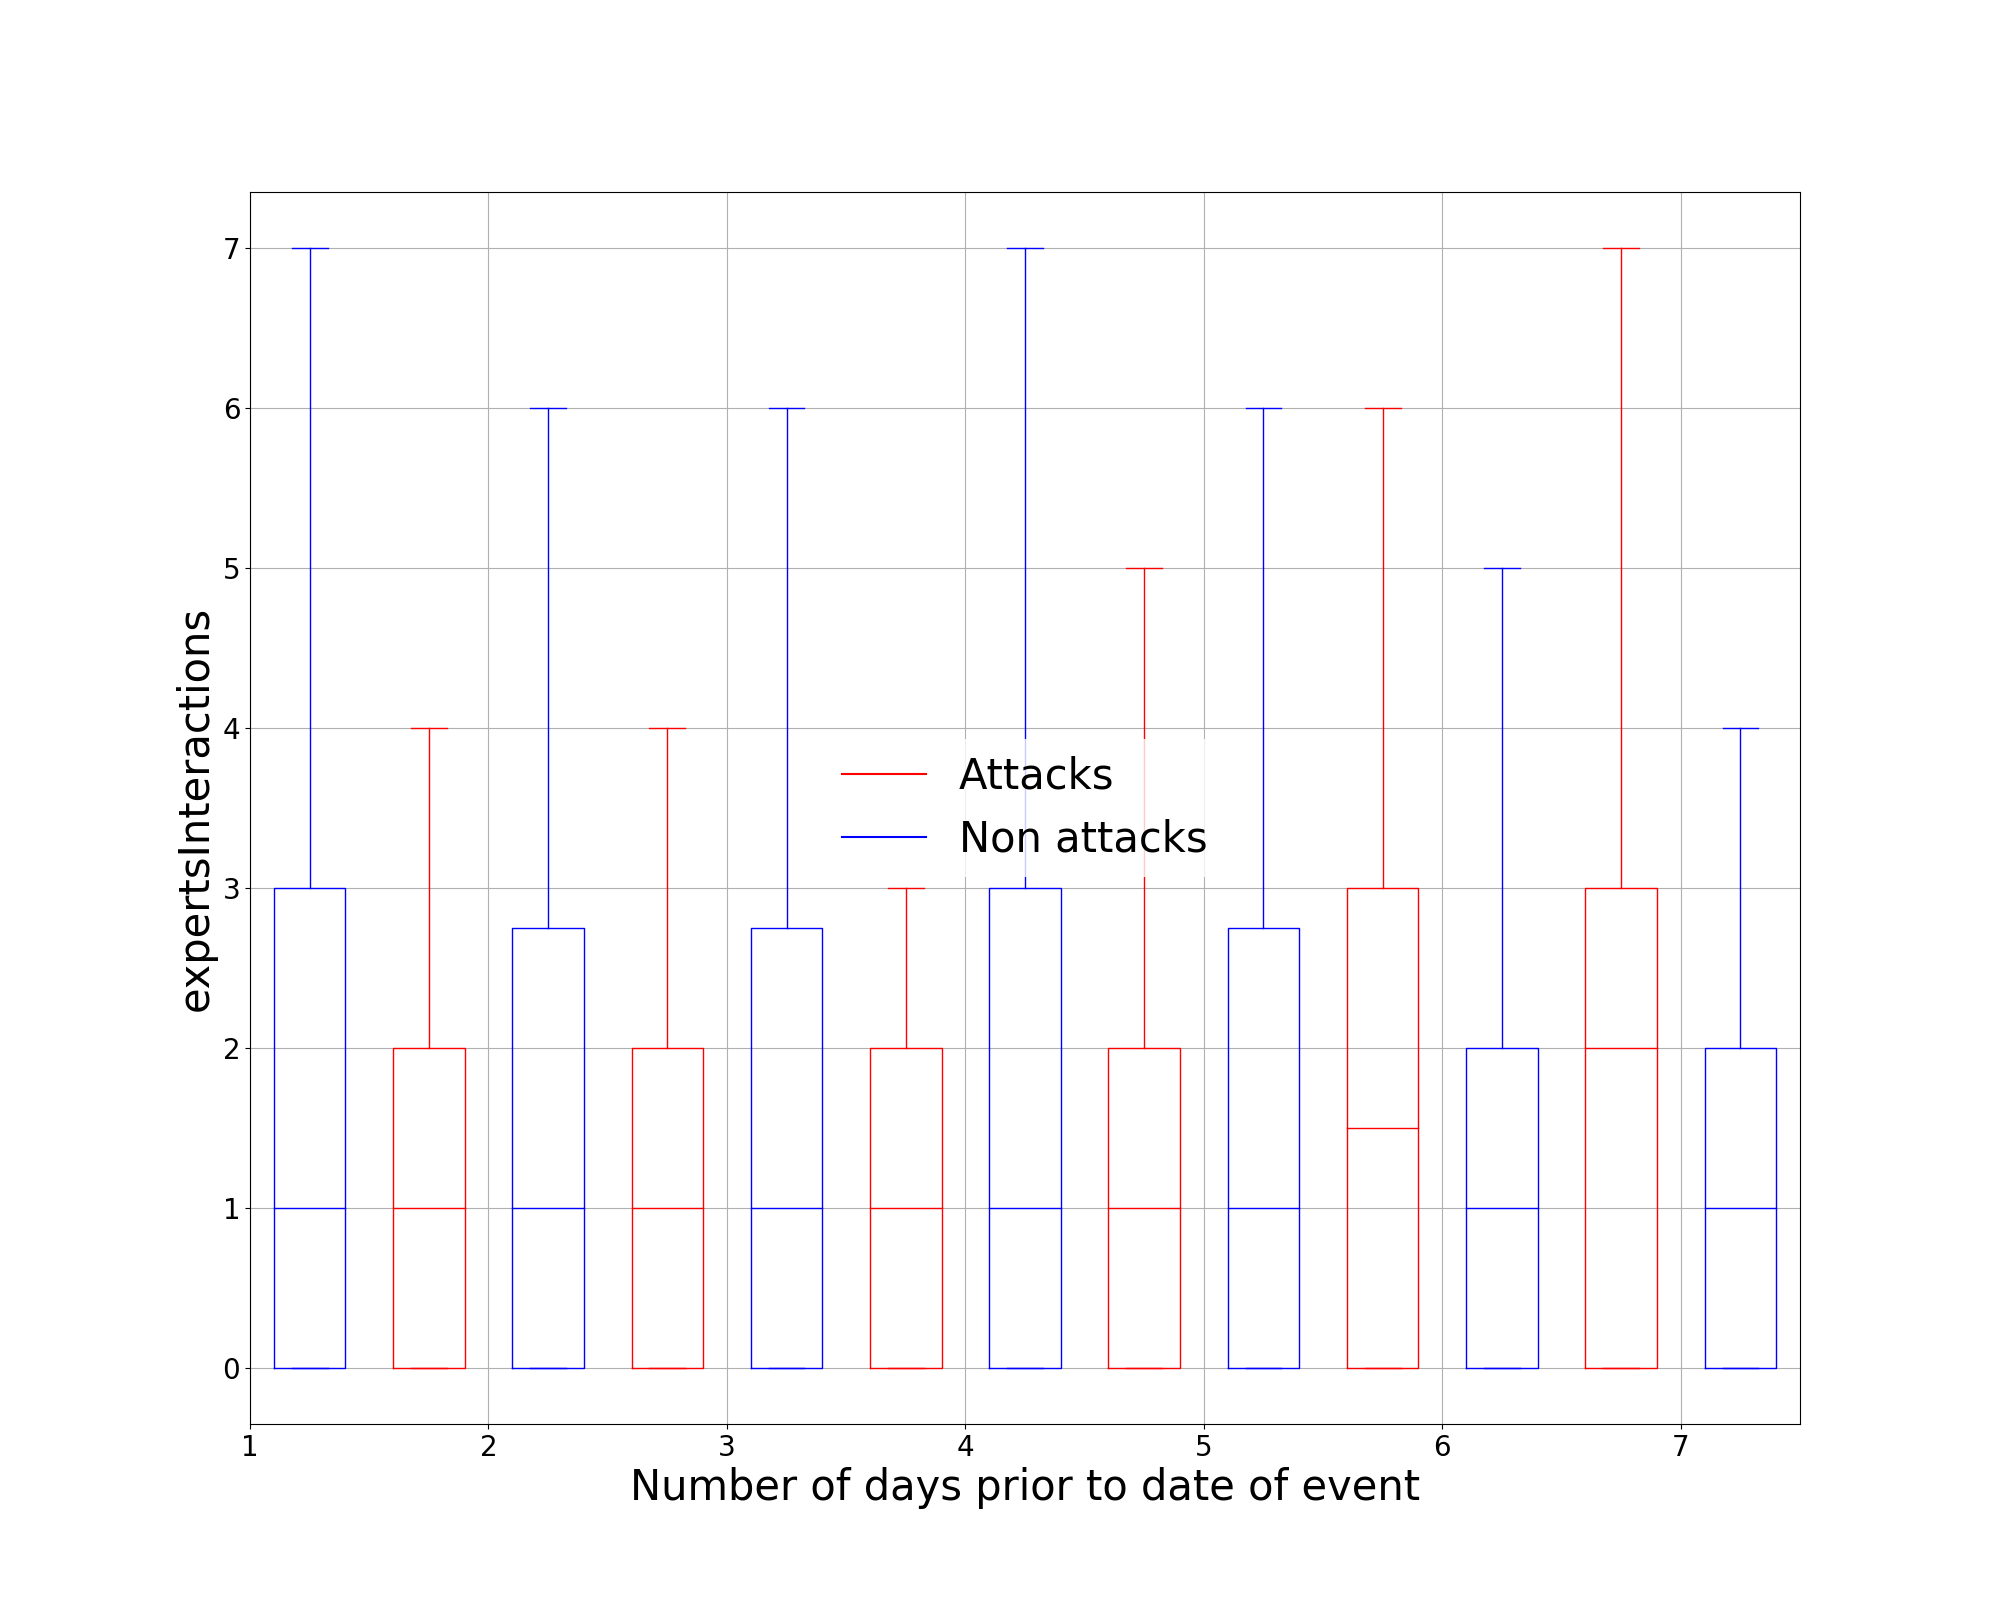 7
6
5
4
3
2
1
0
expertsInteractions
Attacks
Non attacks
1 2 3 4 5 6 7
Number of days prior to date of event